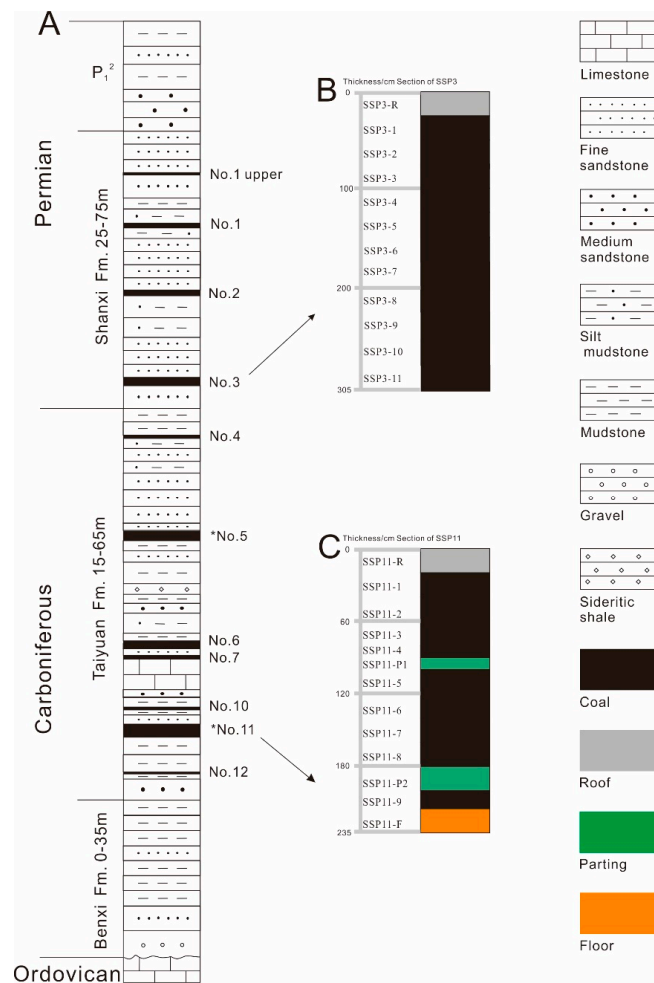 A
P₁²
Permian
Shanxi Fm. 25-75m
No.1 upper
No.1
No.2
No.3
Carboniferous
Taiyuan Fm. 15-65m
No.4
*No.5
No.6
No.7
No.10
*No.11
No.12
Benxi Fm. 0-35m
Ordovican
B
Thickness/cm Section of SSP3
0
SSP3-R
SSP3-1
SSP3-2
SSP3-3
100
SSP3-4
SSP3-5
SSP3-6
SSP3-7
200
SSP3-8
SSP3-9
SSP3-10
SSP3-11
305
C
Thickness/cm Section of SSP11
0
SSP11-R
SSP11-1
SSP11-2
60
SSP11-3
SSP11-4
SSP11-P1
SSP11-5
120
SSP11-6
SSP11-7
SSP11-8
180
SSP11-P2
SSP11-9
SSP11-F
235
Limestone
Fine
sandstone
Medium
sandstone
Silt
mudstone
Mudstone
Gravel
Sideritic
shale
Coal
Roof
Parting
Floor